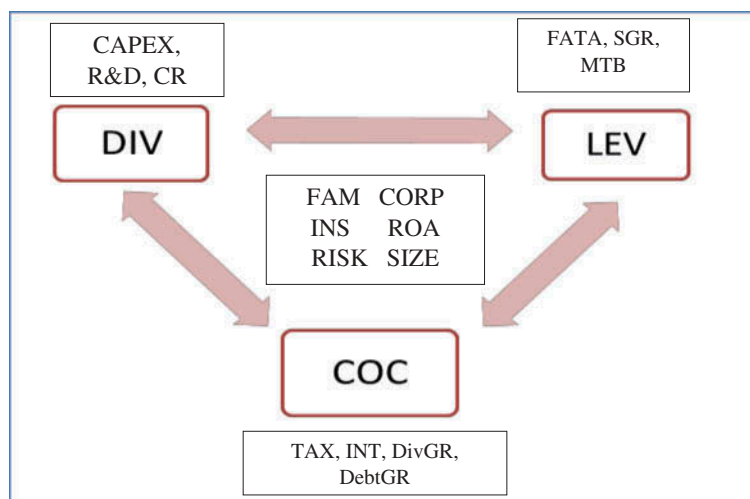 CAPEX,
R&D, CR
FATA, SGR,
MTB
DIV
LEV
FAM CORP
INS ROA
RISK SIZE
COC
TAX, INT, DivGR,
DebtGR